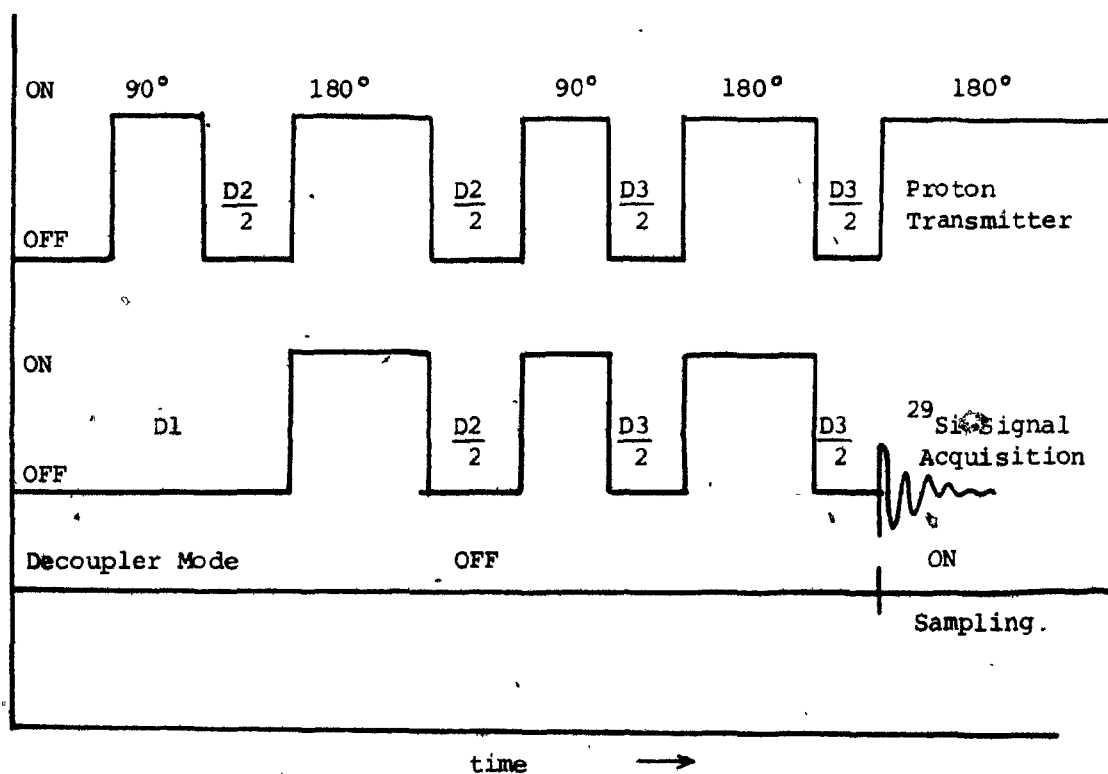 ON 90° 180° 90° 180° 180°
D2/2 D2/2 D3/2 D3/2 Proton
Transmitter
OFF
ON
D1 D2/2 D3/2 D3/2 29Si Signal
Acquisition
OFF
Decoupler Mode OFF ON
Sampling.
time →